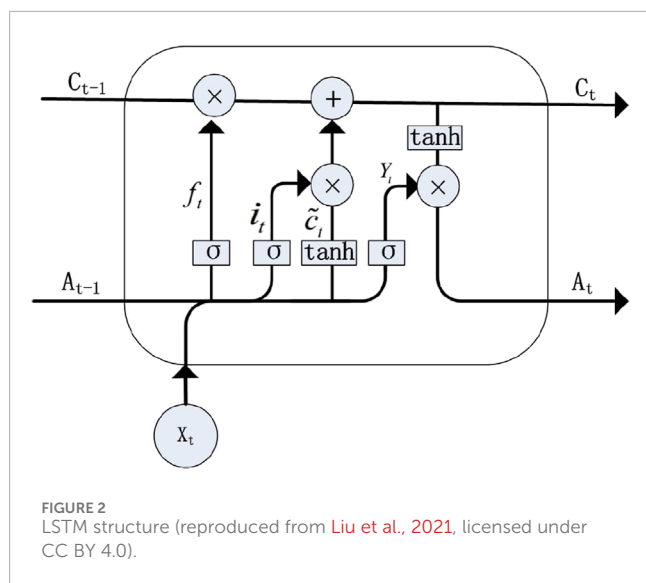 C_{t-1} × + C_t
tanh
f_t i_t × Y_t ×
c̃_t
σ σ tanh σ
A_{t-1} A_t
X_t
FIGURE 2
LSTM structure (reproduced from Liu et al., 2021, licensed under
CC BY 4.0).